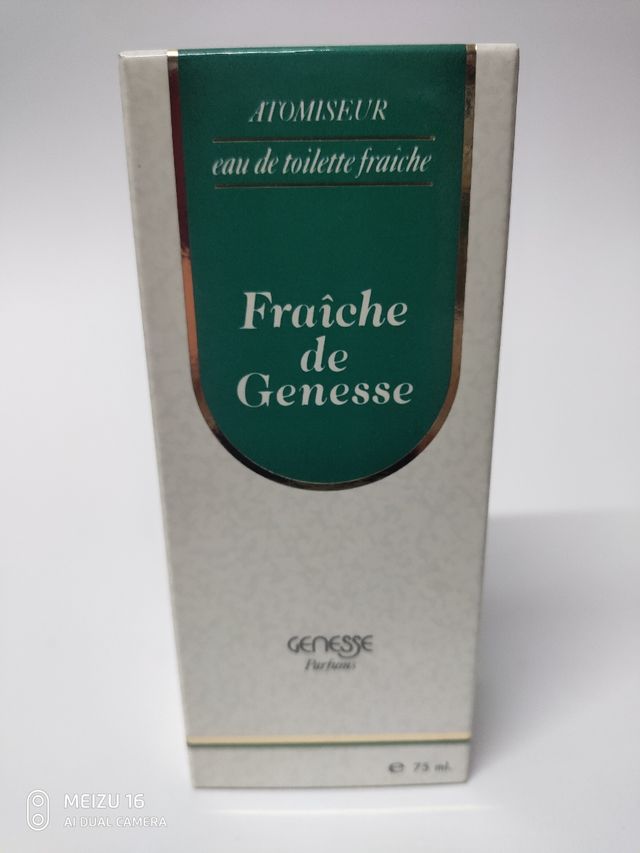 ATOMISEUR
eau de toilette fraîche
Fraîche
de
Genesse
GENESSE
Parfums
℮ 75 ml.
MEIZU 16
AI DUAL CAMERA